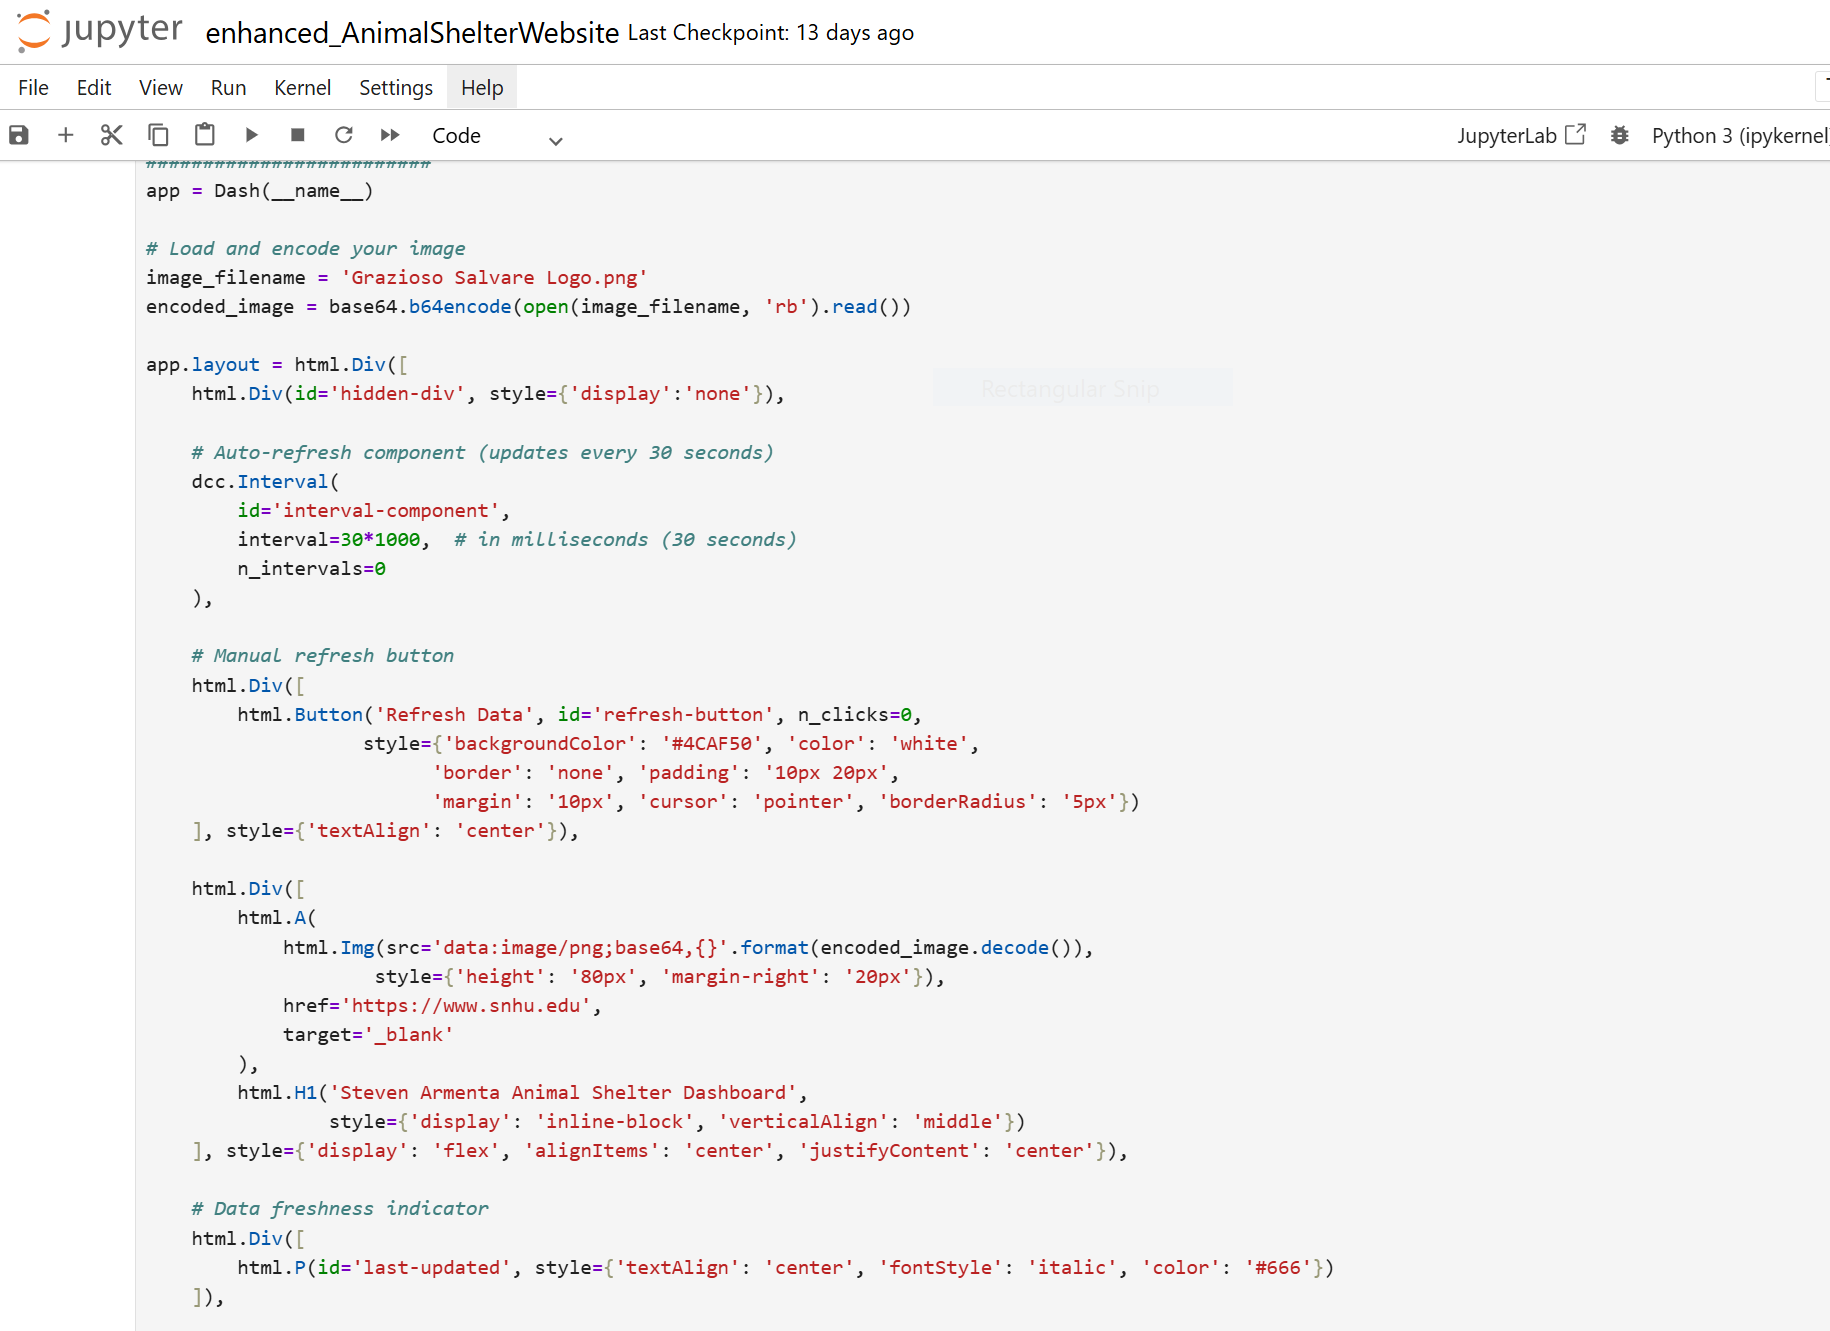 jupyter enhanced_AnimalShelterWebsite Last Checkpoint: 13 days ago
File Edit View Run Kernel Settings Help
Code JupyterLab Python 3 (ipykernel)
#########################
app = Dash(__name__)
# Load and encode your image
image_filename = 'Grazioso Salvare Logo.png'
encoded_image = base64.b64encode(open(image_filename, 'rb').read())
app.layout = html.Div([
    html.Div(id='hidden-div', style={'display':'none'}),
Rectangular Snip
    # Auto-refresh component (updates every 30 seconds)
    dcc.Interval(
        id='interval-component',
        interval=30*1000,  # in milliseconds (30 seconds)
        n_intervals=0
    ),
    # Manual refresh button
    html.Div([
        html.Button('Refresh Data', id='refresh-button', n_clicks=0,
                   style={'backgroundColor': '#4CAF50', 'color': 'white',
                         'border': 'none', 'padding': '10px 20px',
                         'margin': '10px', 'cursor': 'pointer', 'borderRadius': '5px'})
    ], style={'textAlign': 'center'}),
    html.Div([
        html.A(
            html.Img(src='data:image/png;base64,{}'.format(encoded_image.decode()),
                    style={'height': '80px', 'margin-right': '20px'}),
            href='https://www.snhu.edu',
            target='_blank'
        ),
        html.H1('Steven Armenta Animal Shelter Dashboard',
                style={'display': 'inline-block', 'verticalAlign': 'middle'})
    ], style={'display': 'flex', 'alignItems': 'center', 'justifyContent': 'center'}),
    # Data freshness indicator
    html.Div([
        html.P(id='last-updated', style={'textAlign': 'center', 'fontStyle': 'italic', 'color': '#666'})
    ]),